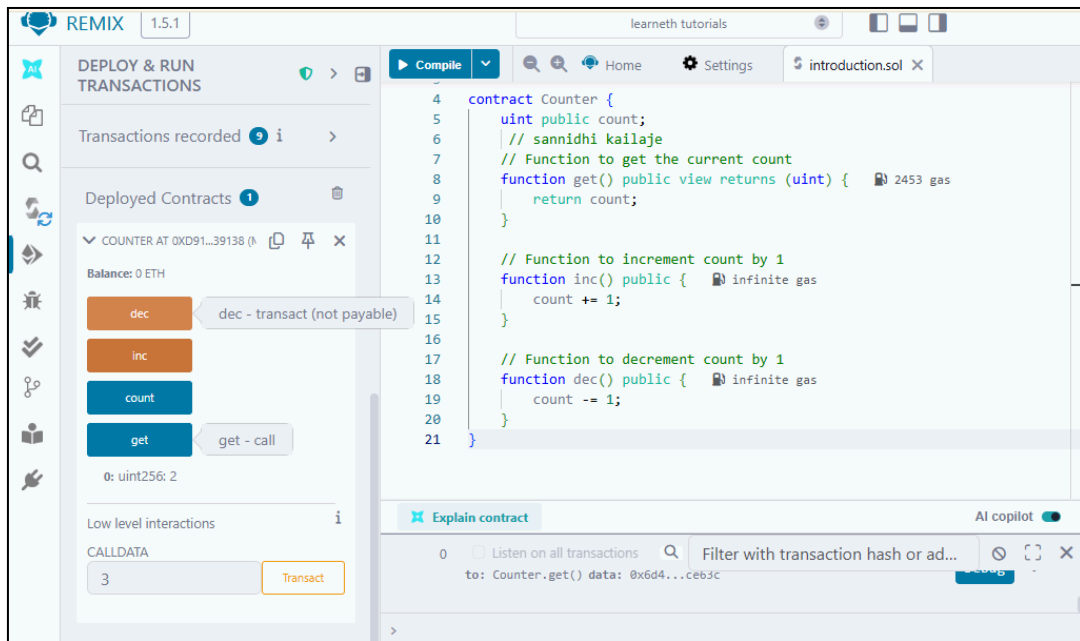 REMIX 1.5.1 learneth tutorials
AI
DEPLOY & RUN
TRANSACTIONS
Transactions recorded 9 i
Deployed Contracts 1
COUNTER AT 0XD91...39138 (M
Balance: 0 ETH
dec
dec - transact (not payable)
inc
count
get
get - call
0: uint256: 2
Low level interactions i
CALLDATA
3
Transact
Compile Home Settings introduction.sol
4 contract Counter {
5 uint public count;
6 // sannidhi kailaje
7 // Function to get the current count
8 function get() public view returns (uint) { 2453 gas
9 return count;
10 }
11
12 // Function to increment count by 1
13 function inc() public { infinite gas
14 count += 1;
15 }
16
17 // Function to decrement count by 1
18 function dec() public { infinite gas
19 count -= 1;
20 }
21 }
Explain contract AI copilot
0 Listen on all transactions Filter with transaction hash or ad...
to: Counter.get() data: 0x6d4...ce63c Debug
>